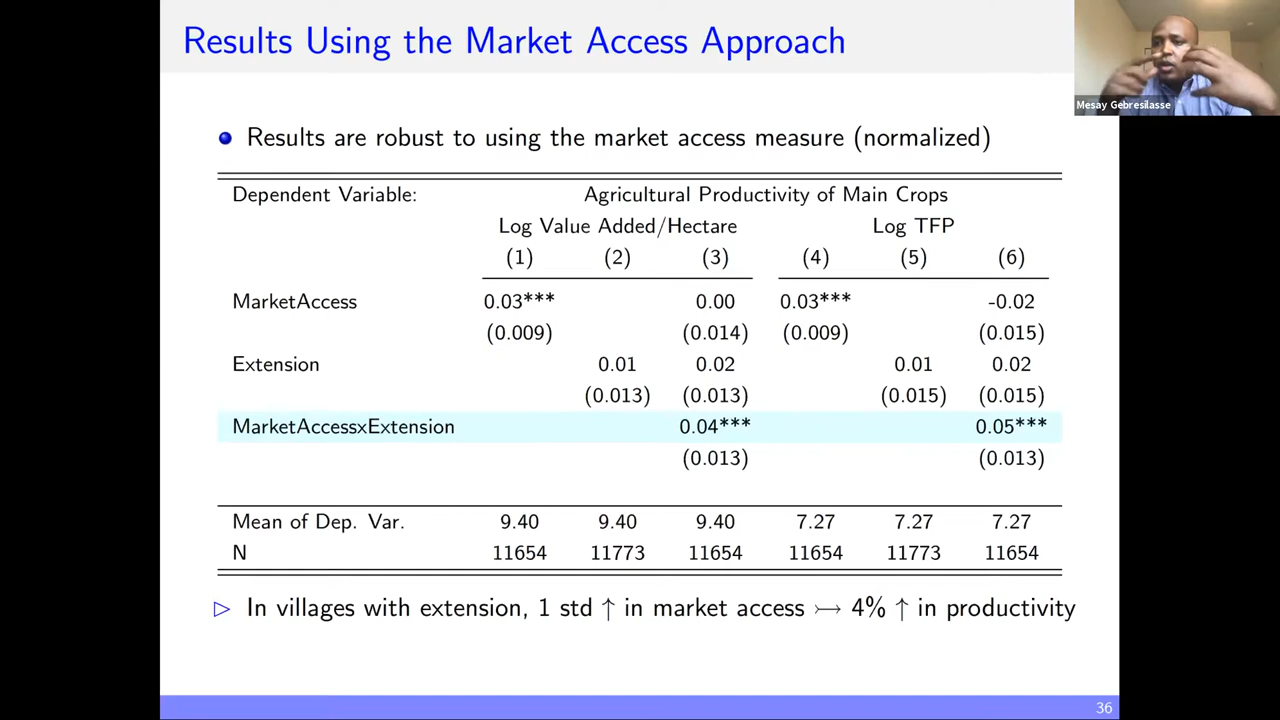 Results Using the Market Access Approach
Mesay Gebresilasse
Results are robust to using the market access measure (normalized)
Dependent Variable: Agricultural Productivity of Main Crops
Log Value Added/Hectare Log TFP
(1) (2) (3) (4) (5) (6)
MarketAccess 0.03*** 0.00 0.03*** -0.02
(0.009) (0.014) (0.009) (0.015)
Extension 0.01 0.02 0.01 0.02
(0.013) (0.013) (0.015) (0.015)
MarketAccessxExtension 0.04*** 0.05***
(0.013) (0.013)
Mean of Dep. Var. 9.40 9.40 9.40 7.27 7.27 7.27
N 11654 11773 11654 11654 11773 11654
▷ In villages with extension, 1 std ↑ in market access ↣ 4% ↑ in productivity
36